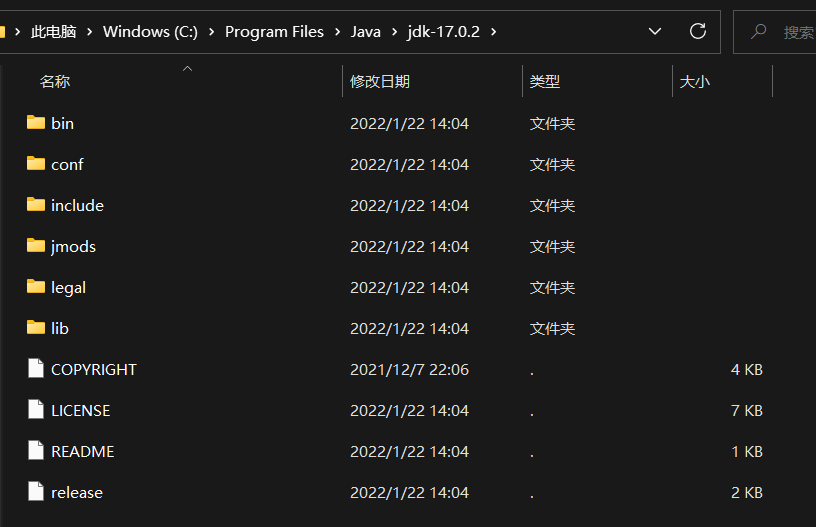 此电脑 > Windows (C:) > Program Files > Java > jdk-17.0.2 > 搜索
名称 修改日期 类型 大小
bin 2022/1/22 14:04 文件夹
conf 2022/1/22 14:04 文件夹
include 2022/1/22 14:04 文件夹
jmods 2022/1/22 14:04 文件夹
legal 2022/1/22 14:04 文件夹
lib 2022/1/22 14:04 文件夹
COPYRIGHT 2021/12/7 22:06 . 4 KB
LICENSE 2022/1/22 14:04 . 7 KB
README 2022/1/22 14:04 . 1 KB
release 2022/1/22 14:04 . 2 KB